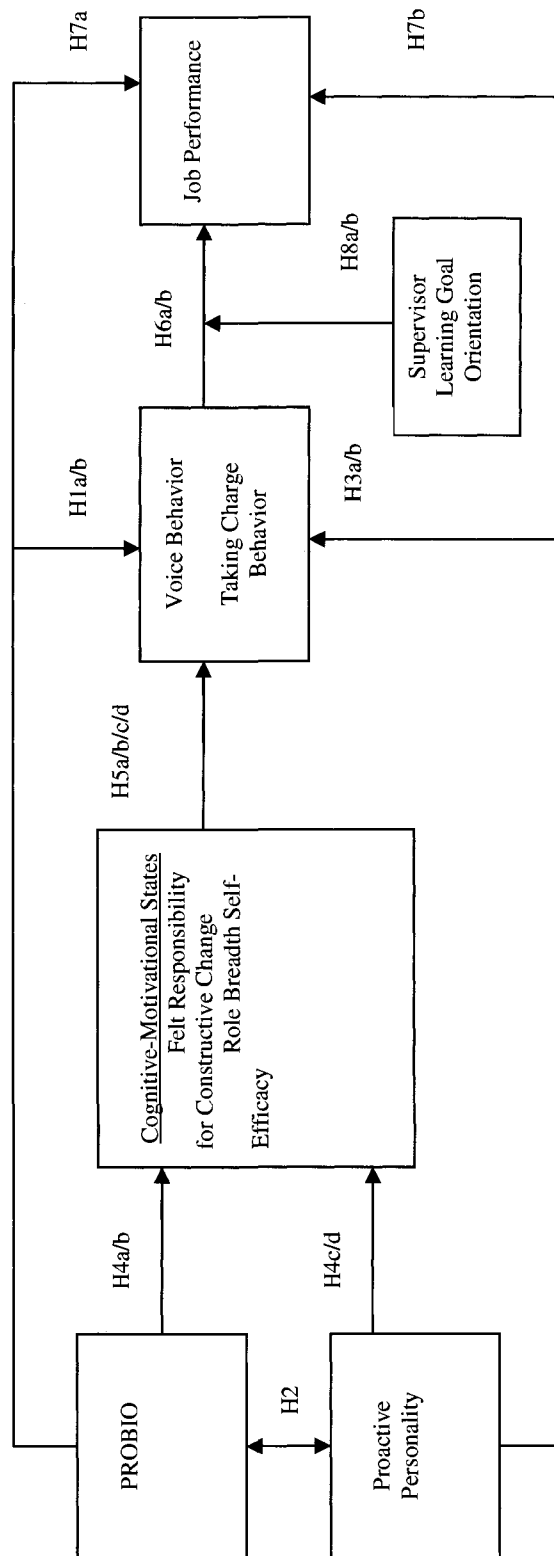 H7a
H7b
Job Performance
H8a/b
H6a/b
Supervisor
Learning Goal
Orientation
H1a/b
H3a/b
Voice Behavior
Taking Charge
Behavior
H5a/b/c/d
Cognitive-Motivational States
Felt Responsibility
for Constructive Change
Role Breadth Self-
Efficacy
H4a/b
H4c/d
PROBIO
H2
Proactive
Personality